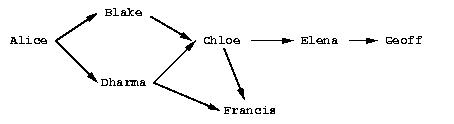 Blake
Alice
Chloe
Elena
Geoff
Dharma
Francis